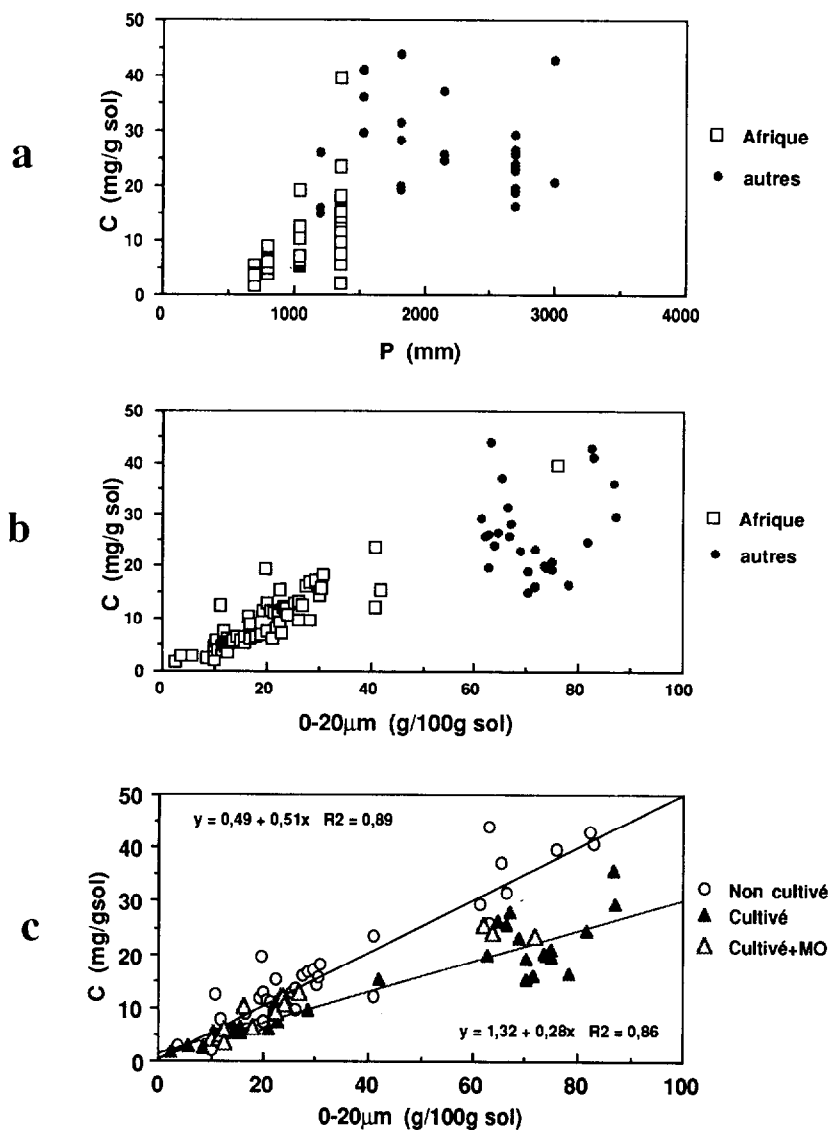 a
C (mg/g sol)
50
40
30
20
10
0
0 1000 2000 3000 4000
P (mm)
Afrique
autres
b
C (mg/g sol)
50
40
30
20
10
0
0 20 40 60 80 100
0-20µm (g/100g sol)
Afrique
autres
c
C (mg/gsol)
50
40
30
20
10
0
y = 0,49 + 0,51x R2 = 0,89
y = 1,32 + 0,28x R2 = 0,86
0 20 40 60 80 100
0-20µm (g/100g sol)
Non cultivé
Cultivé
Cultivé+MO